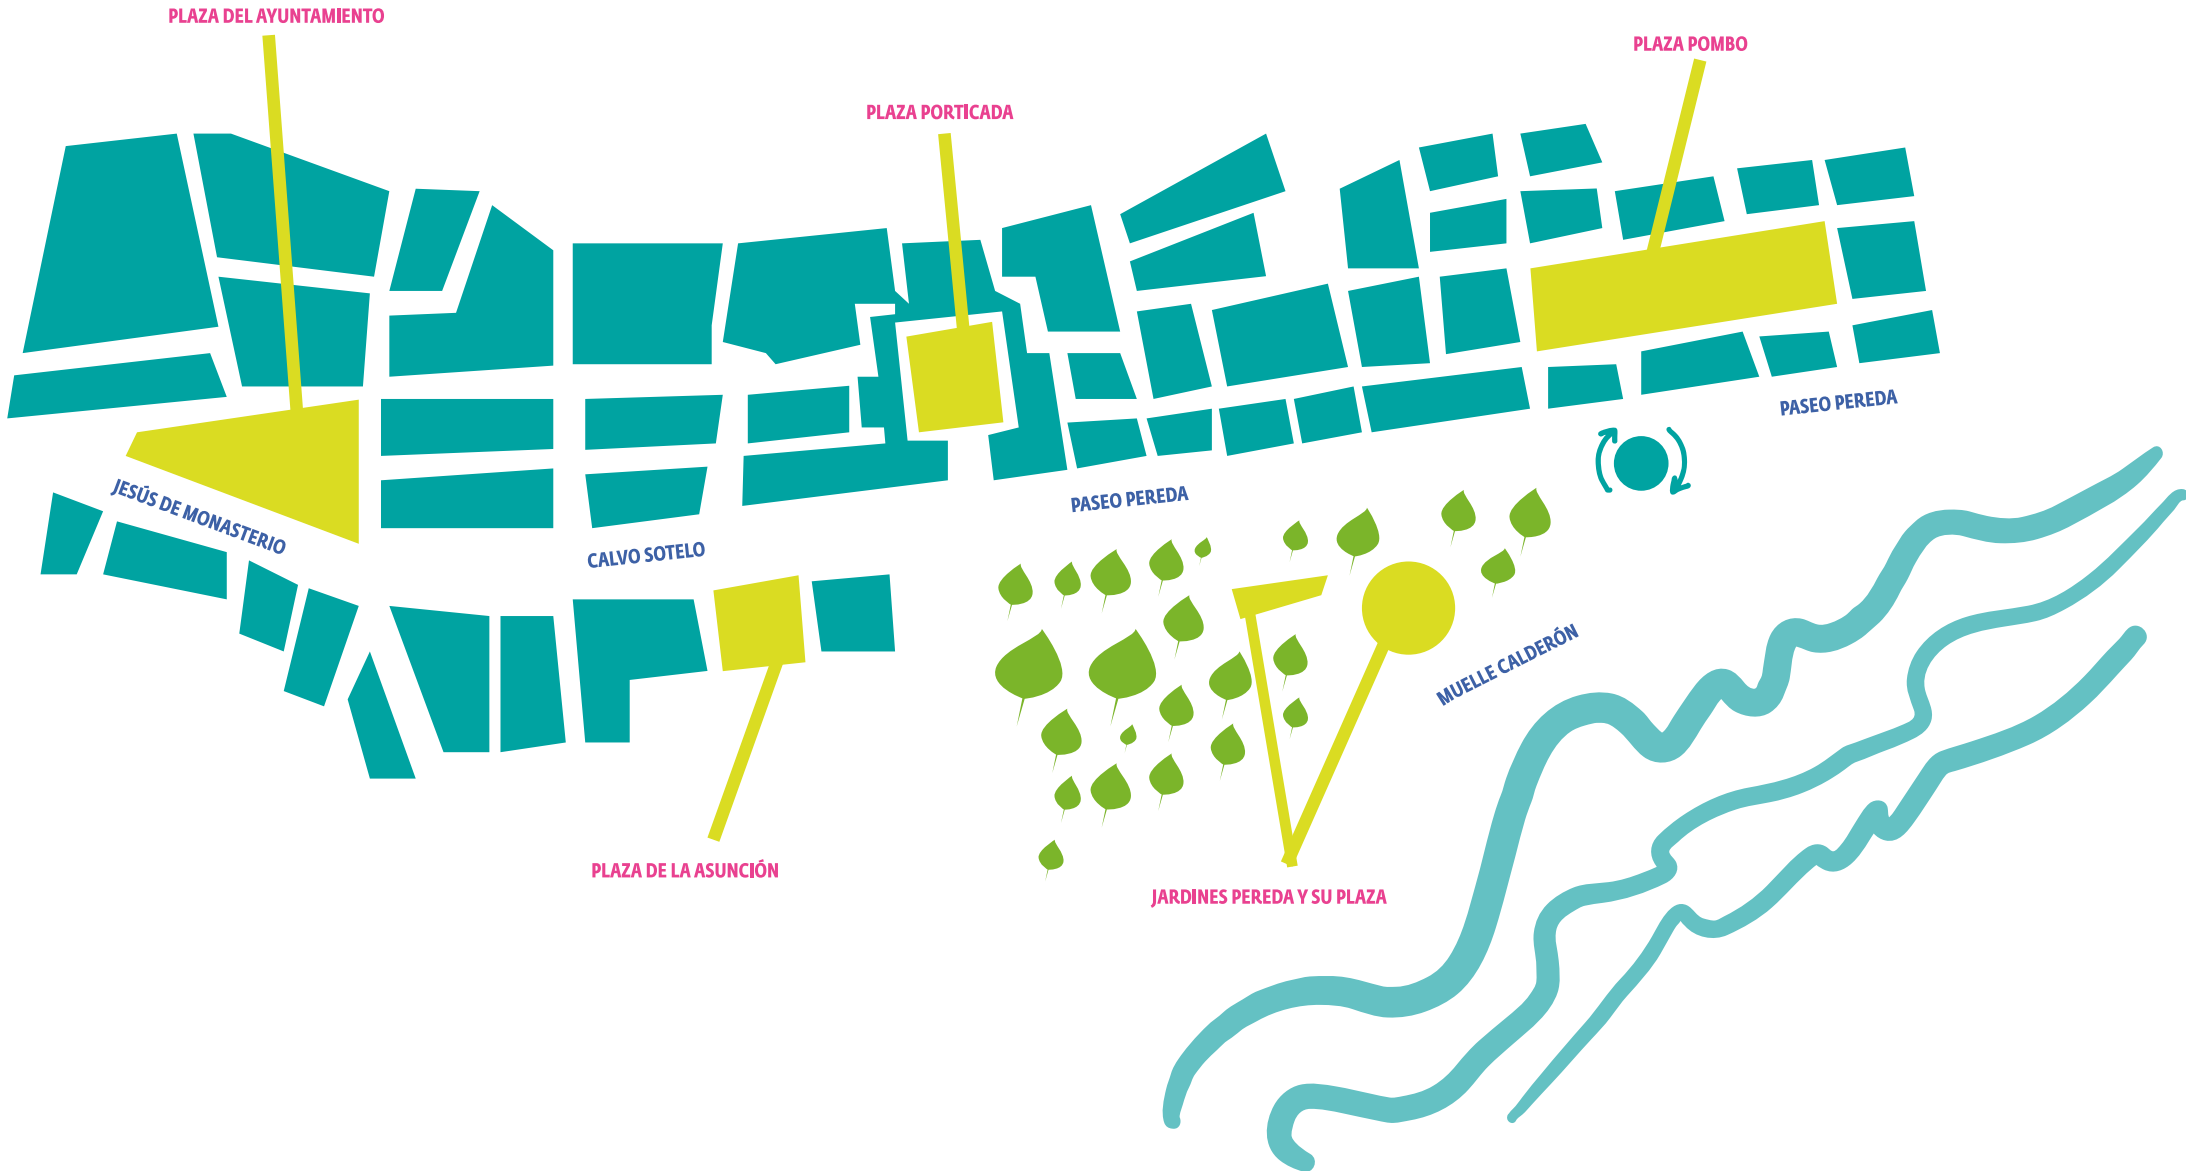 PLAZA DEL AYUNTAMIENTO
PLAZA POMBO
PLAZA PORTICADA
PASEO PEREDA
JESÚS DE MONASTERIO
PASEO PEREDA
CALVO SOTELO
MUELLE CALDERÓN
PLAZA DE LA ASUNCIÓN
JARDINES PEREDA Y SU PLAZA